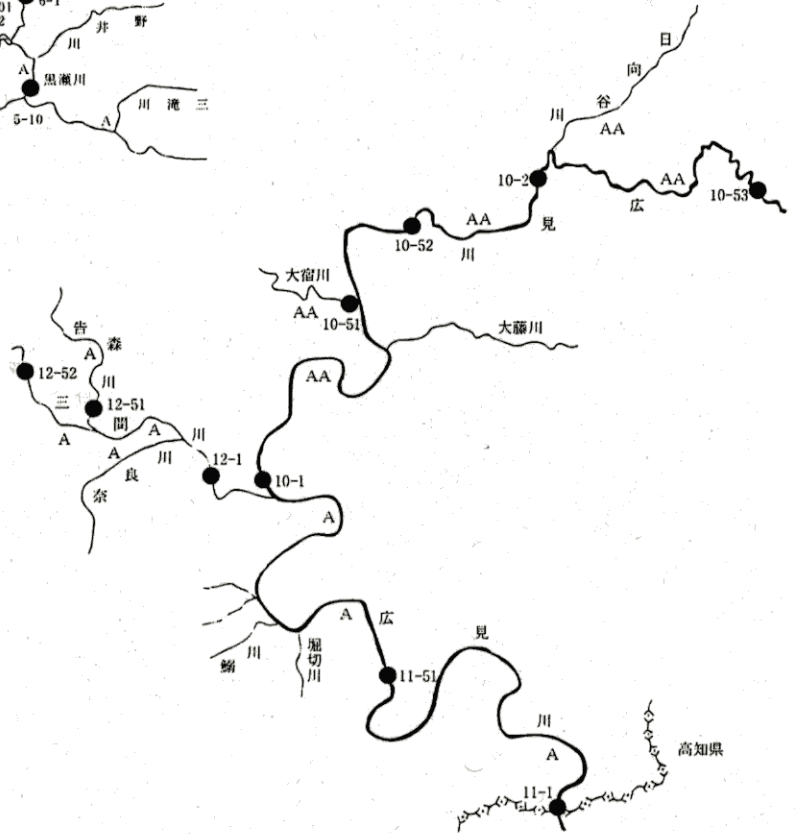 6-1
野井川
A
黒瀬川
5-10
A
三滝川
日向谷川
AA
10-2
AA
10-53
広見川
AA
10-52
大宿川
AA
10-51
大藤川
AA
吉森川
A
12-52
12-51
三間川
A
A
A
奈良川
12-1
10-1
A
A
広見川
鰯川
堀切川
11-51
A
高知県
11-1